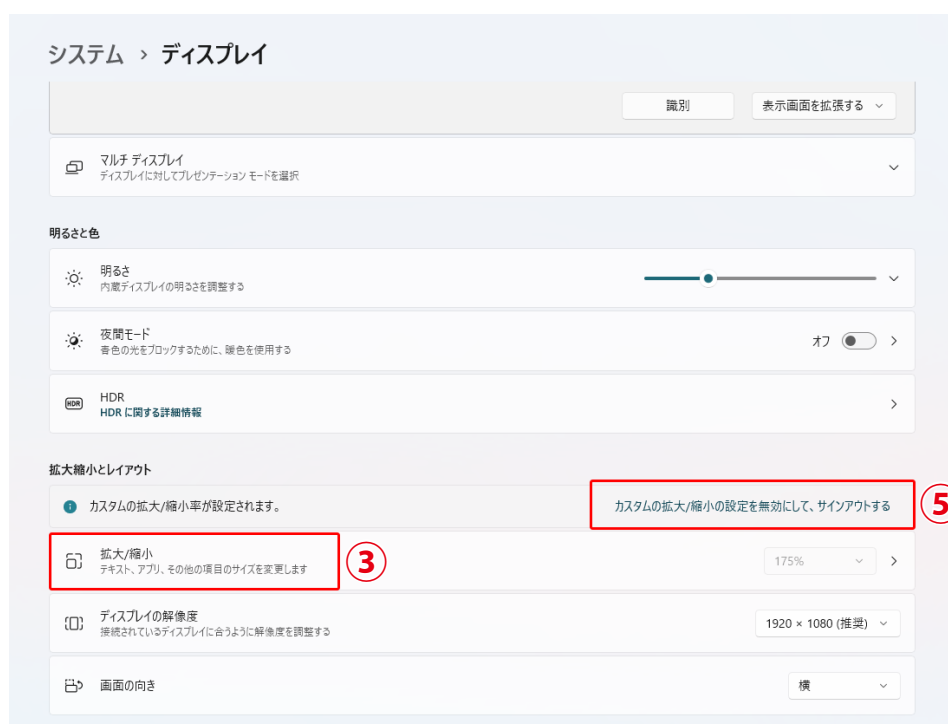 システム › ディスプレイ
識別
表示画面を拡張する
マルチ ディスプレイ
ディスプレイに対してプレゼンテーション モードを選択
明るさと色
明るさ
内蔵ディスプレイの明るさを調整する
夜間モード
青色の光をブロックするために、暖色を使用する
オフ
HDR
HDR
HDR に関する詳細情報
拡大縮小とレイアウト
カスタムの拡大/縮小率が設定されます。
カスタムの拡大/縮小の設定を無効にして、サインアウトする
⑤
拡大/縮小
テキスト、アプリ、その他の項目のサイズを変更します
③
175%
ディスプレイの解像度
接続されているディスプレイに合うように解像度を調整する
1920 × 1080 (推奨)
画面の向き
横